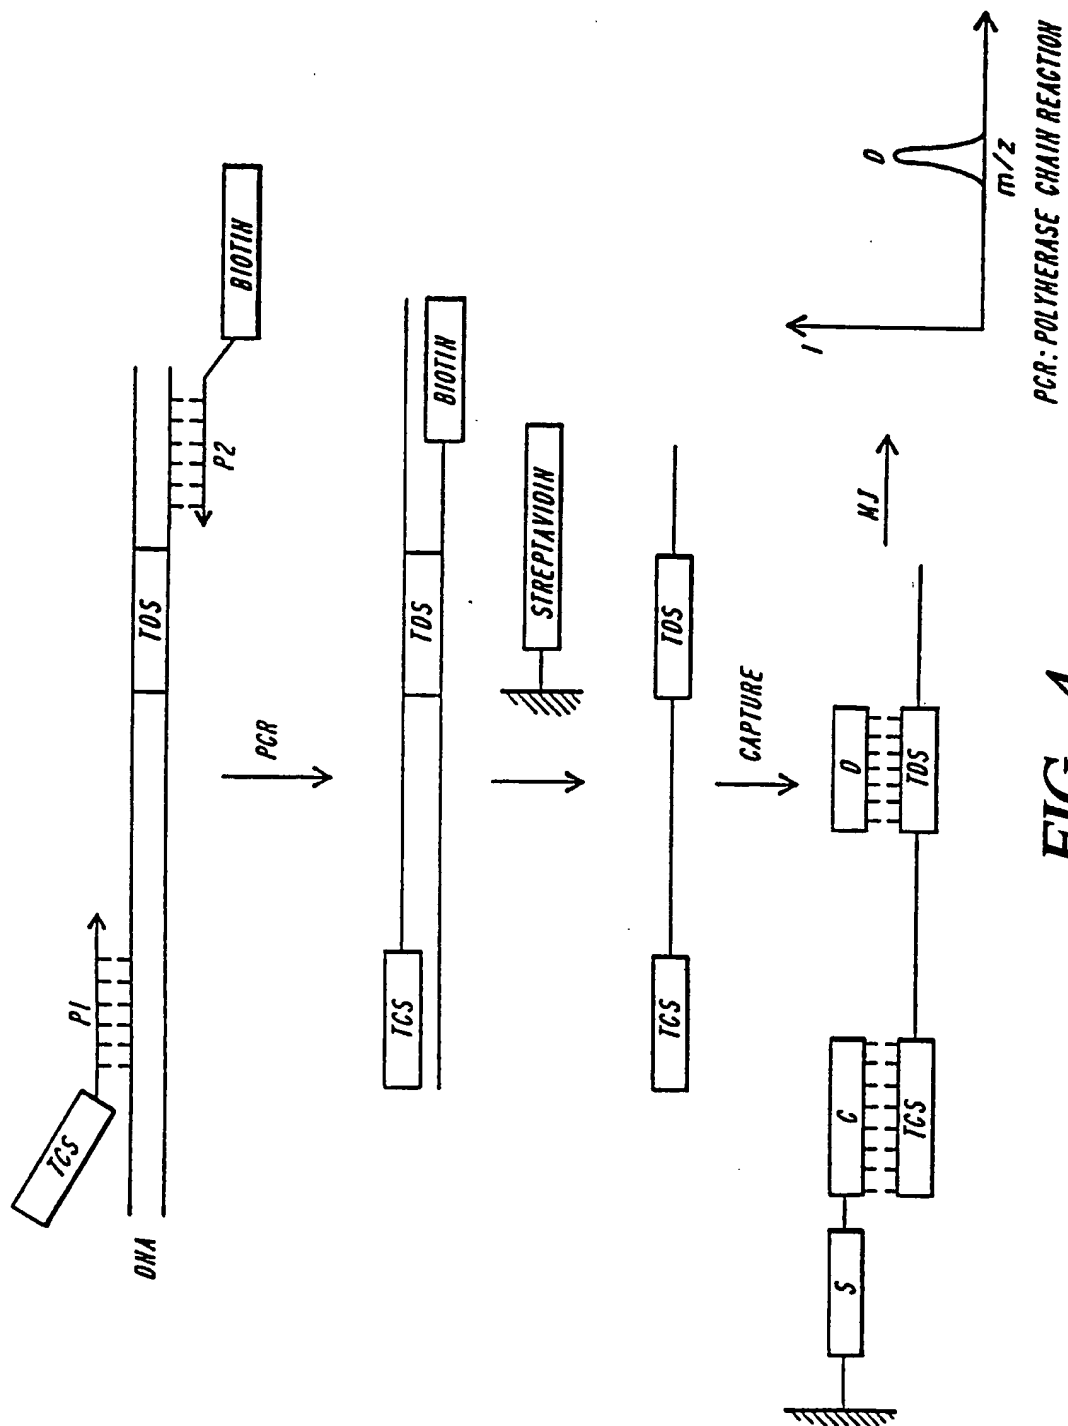 TCS
P1
DNA
TDS
P2
BIOTIN
PCR
TCS
TDS
BIOTIN
STREPTAVIDIN
TCS
TDS
CAPTURE
S
C
TCS
D
TDS
MJ
I
D
m/z
PCR: POLYMERASE CHAIN REACTION